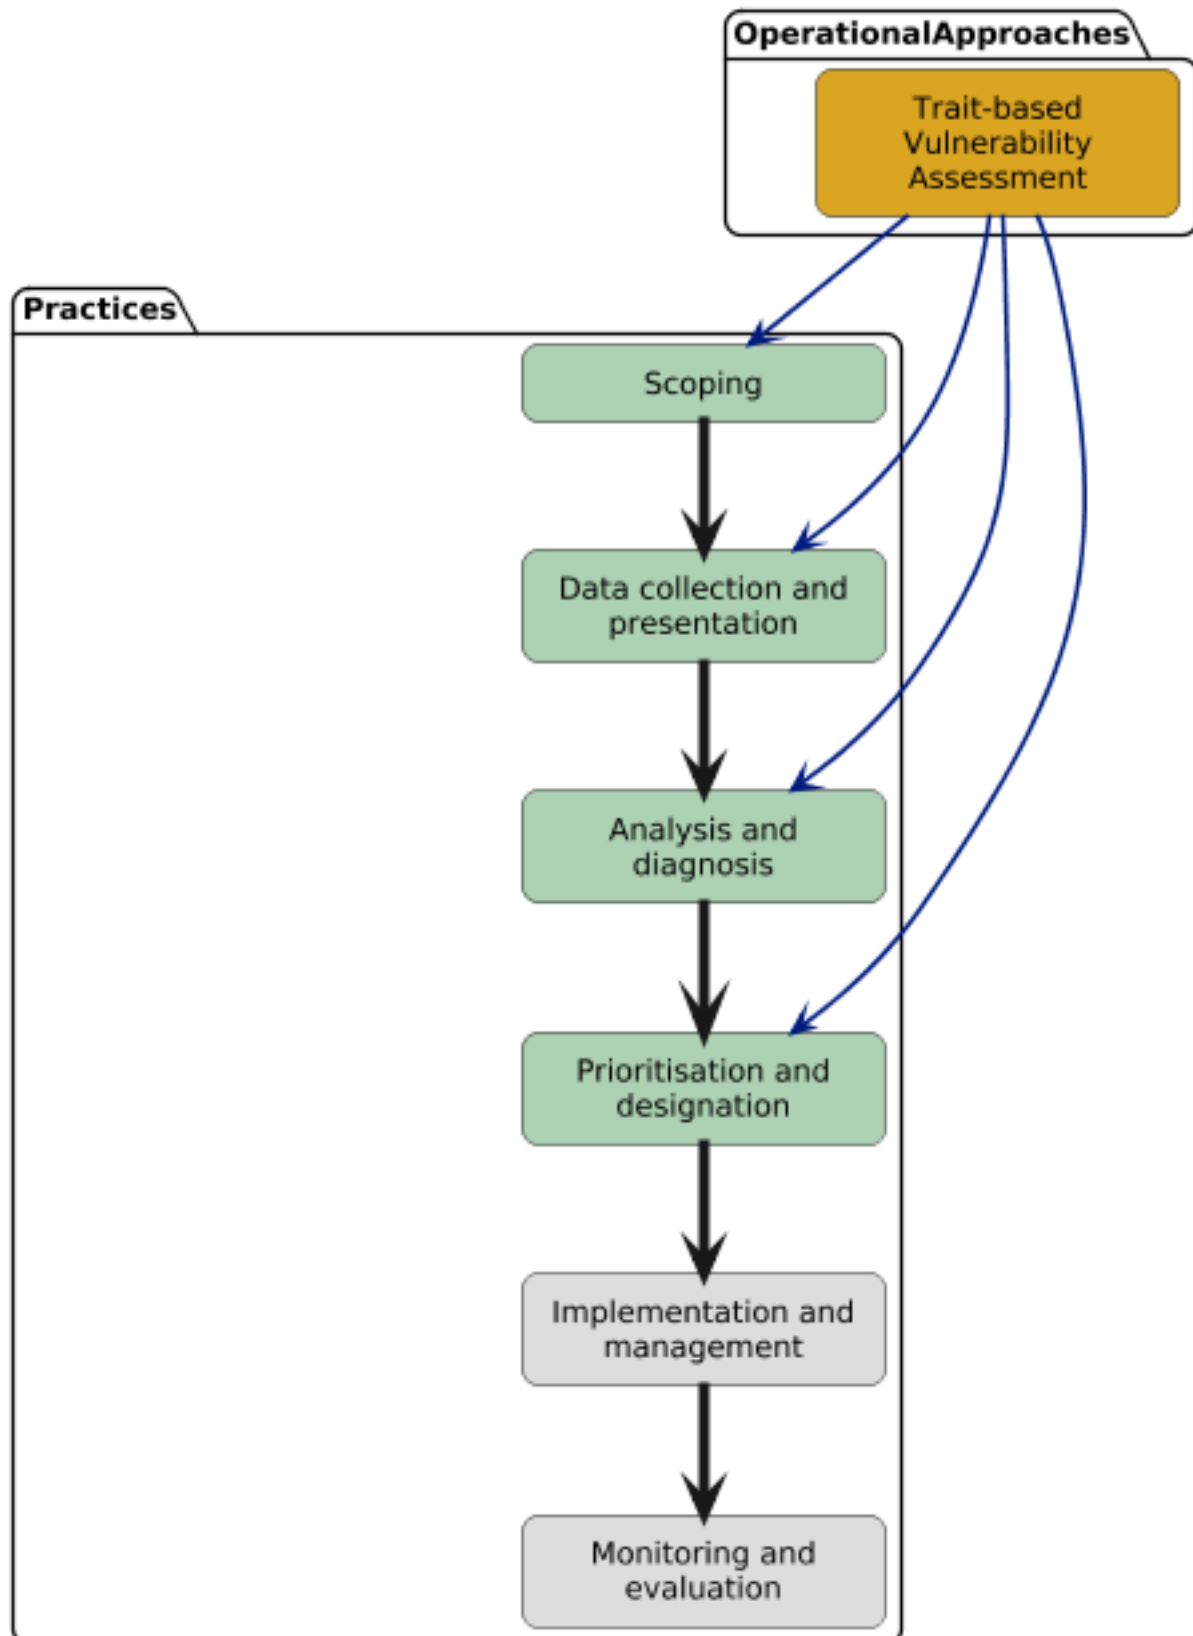 OperationalApproaches
Trait-based
Vulnerability
Assessment
Practices
Scoping
Data collection and
presentation
Analysis and
diagnosis
Prioritisation and
designation
Implementation and
management
Monitoring and
evaluation